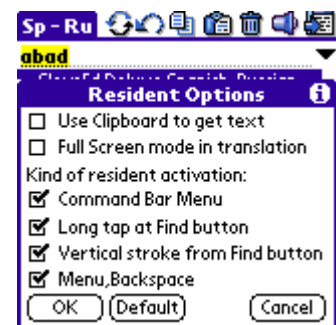 Sp - Ru
abad
Resident Options
Use Clipboard to get text
Full Screen mode in translation
Kind of resident activation:
Command Bar Menu
Long tap at Find button
Vertical stroke from Find button
Menu,Backspace
OK Default Cancel